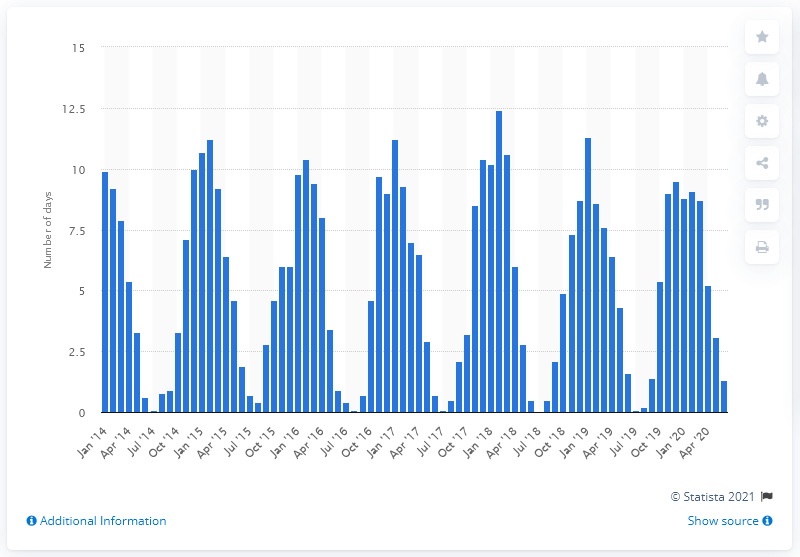 15
12.5
10
7.5
5
2.5
0
Number of days
Jan '14
Apr '14
Jul '14
Oct '14
Jan '15
Apr '15
Jul '15
Oct '15
Jan '16
Apr '16
Jul '16
Oct '16
Jan '17
Apr '17
Jul '17
Oct '17
Jan '18
Apr '18
Jul '18
Oct '18
Jan '19
Apr '19
Jul '19
Oct '19
Jan '20
Apr '20
© Statista 2021
Additional Information
Show source